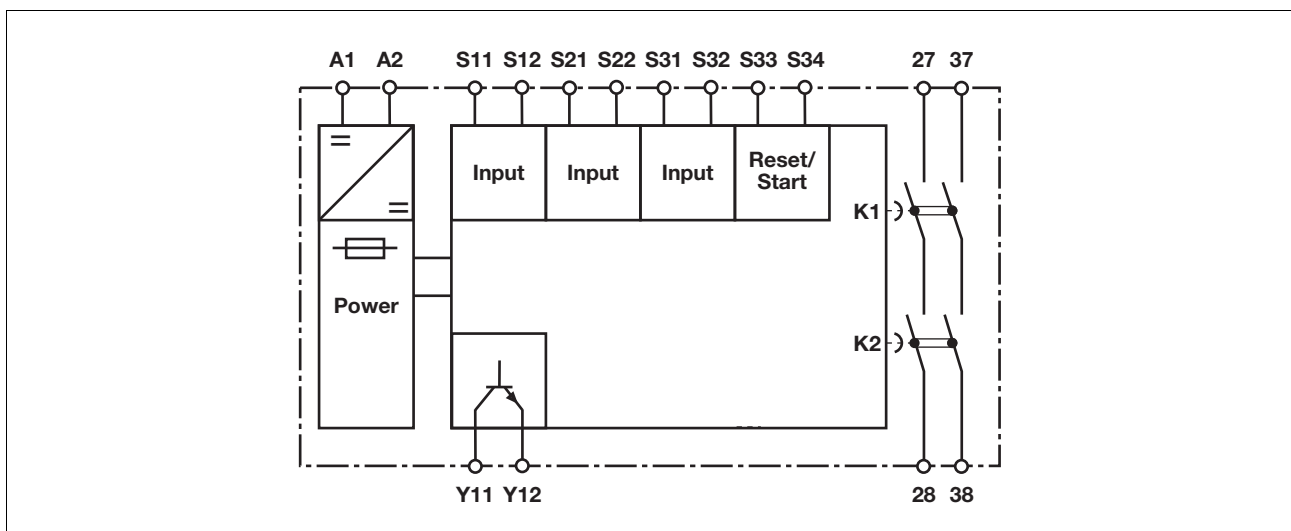 A1 A2 S11 S12 S21 S22 S31 S32 S33 S34 27 37
Input Input Input Reset/
Start
K1
Power
K2
Y11 Y12 28 38